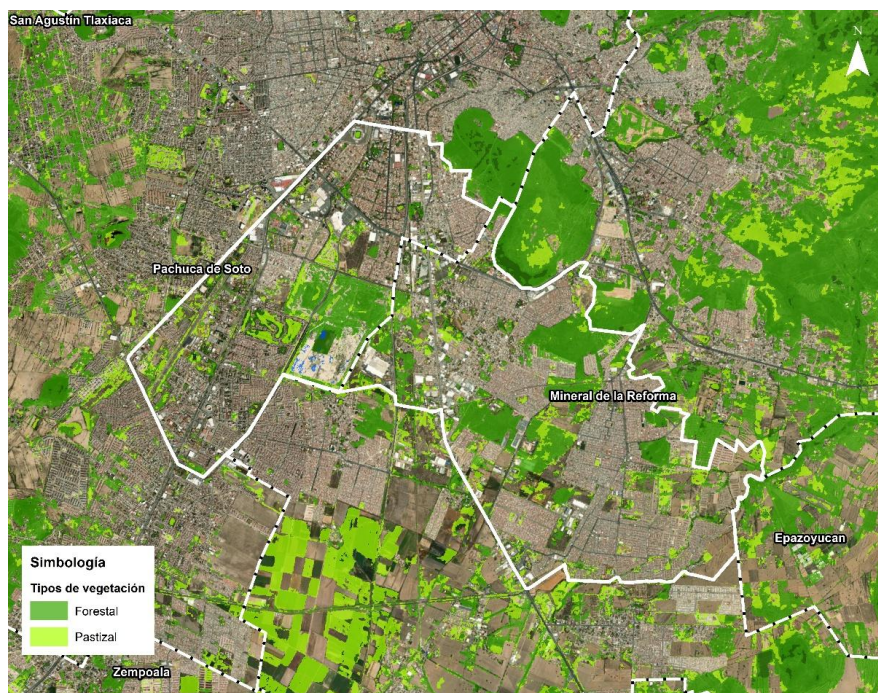 San Agustín Tlaxiaca
N
Pachuca de Soto
Mineral de la Reforma
Epazoyucan
Simbología
Tipos de vegetación
Forestal
Pastizal
Zempoala